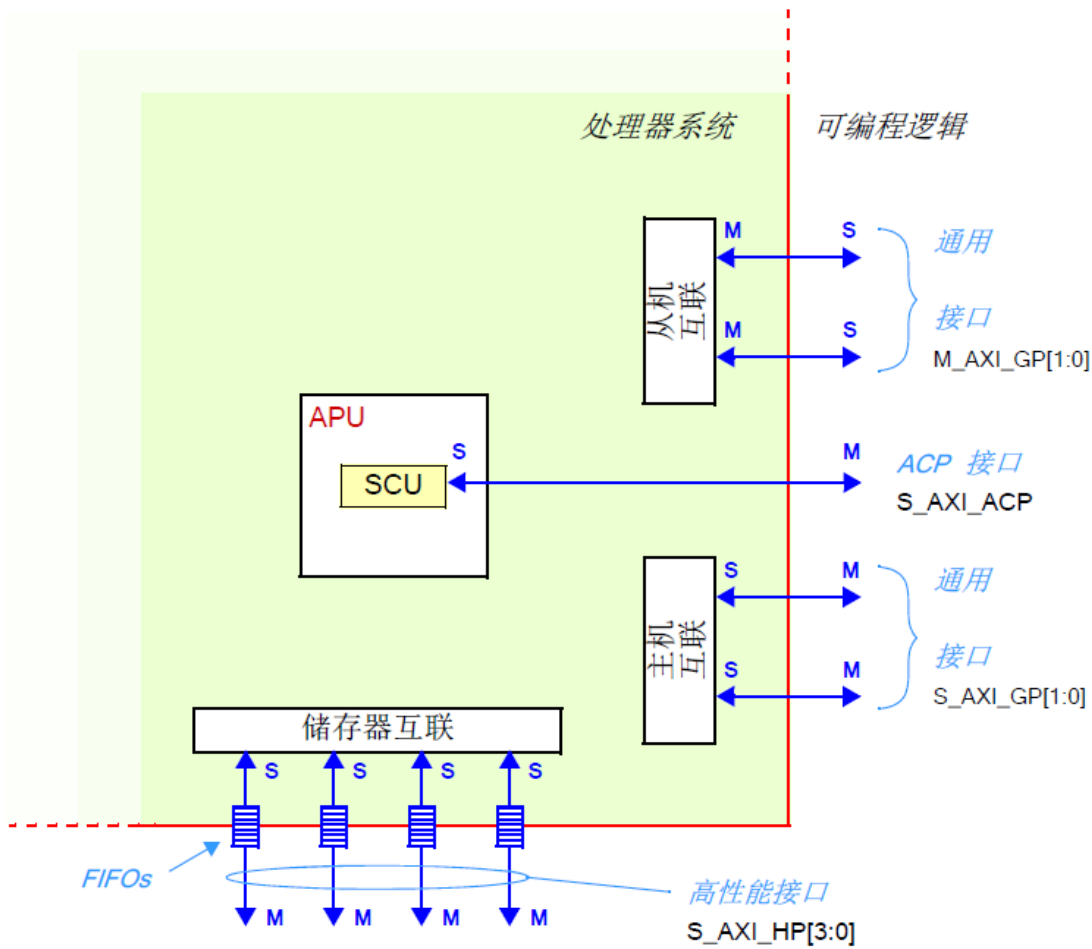 处理器系统 可编程逻辑
M S 通用
从机
互联
接口
M S
M_AXI_GP[1:0]
APU
S M ACP 接口
SCU
S_AXI_ACP
S M 通用
主机
互联
接口
S M
S_AXI_GP[1:0]
储存器互联
S S S S
FIFOs
M M M M
高性能接口
S_AXI_HP[3:0]